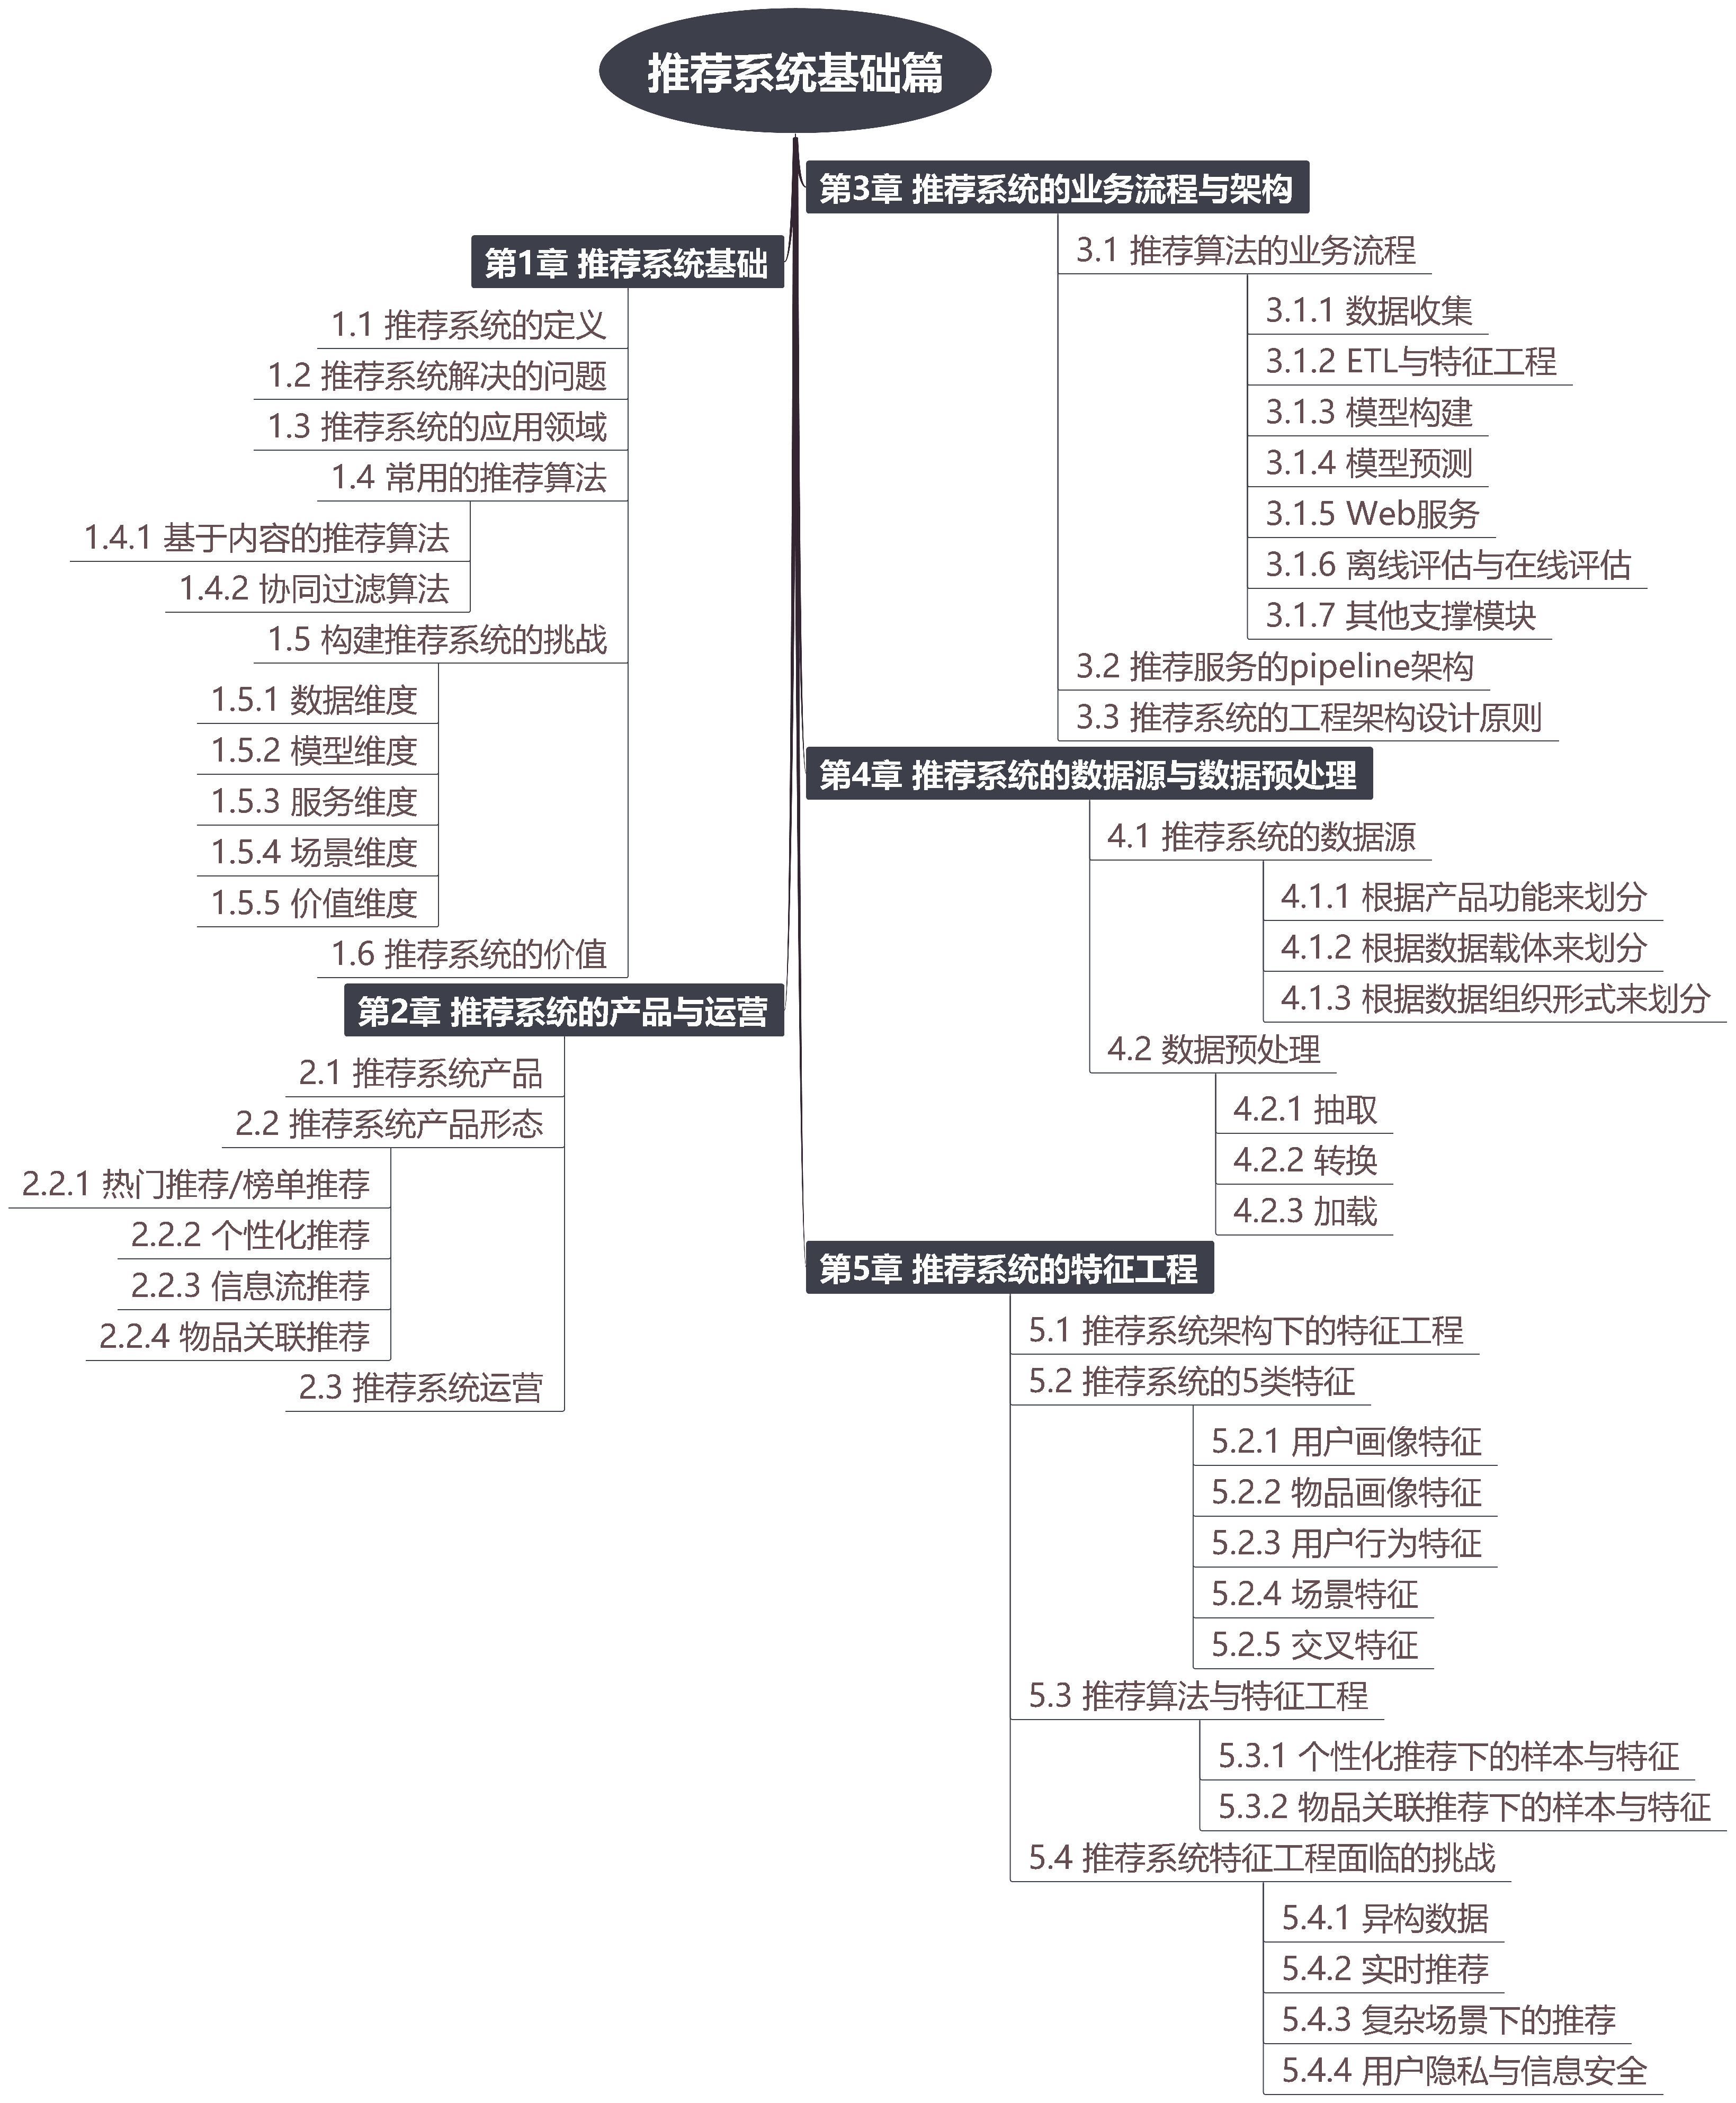 推荐系统基础篇
第1章 推荐系统基础
1.1 推荐系统的定义
1.2 推荐系统解决的问题
1.3 推荐系统的应用领域
1.4 常用的推荐算法
1.4.1 基于内容的推荐算法
1.4.2 协同过滤算法
1.5 构建推荐系统的挑战
1.5.1 数据维度
1.5.2 模型维度
1.5.3 服务维度
1.5.4 场景维度
1.5.5 价值维度
1.6 推荐系统的价值
第2章 推荐系统的产品与运营
2.1 推荐系统产品
2.2 推荐系统产品形态
2.2.1 热门推荐/榜单推荐
2.2.2 个性化推荐
2.2.3 信息流推荐
2.2.4 物品关联推荐
2.3 推荐系统运营
第3章 推荐系统的业务流程与架构
3.1 推荐算法的业务流程
3.1.1 数据收集
3.1.2 ETL与特征工程
3.1.3 模型构建
3.1.4 模型预测
3.1.5 Web服务
3.1.6 离线评估与在线评估
3.1.7 其他支撑模块
3.2 推荐服务的pipeline架构
3.3 推荐系统的工程架构设计原则
第4章 推荐系统的数据源与数据预处理
4.1 推荐系统的数据源
4.1.1 根据产品功能来划分
4.1.2 根据数据载体来划分
4.1.3 根据数据组织形式来划分
4.2 数据预处理
4.2.1 抽取
4.2.2 转换
4.2.3 加载
第5章 推荐系统的特征工程
5.1 推荐系统架构下的特征工程
5.2 推荐系统的5类特征
5.2.1 用户画像特征
5.2.2 物品画像特征
5.2.3 用户行为特征
5.2.4 场景特征
5.2.5 交叉特征
5.3 推荐算法与特征工程
5.3.1 个性化推荐下的样本与特征
5.3.2 物品关联推荐下的样本与特征
5.4 推荐系统特征工程面临的挑战
5.4.1 异构数据
5.4.2 实时推荐
5.4.3 复杂场景下的推荐
5.4.4 用户隐私与信息安全